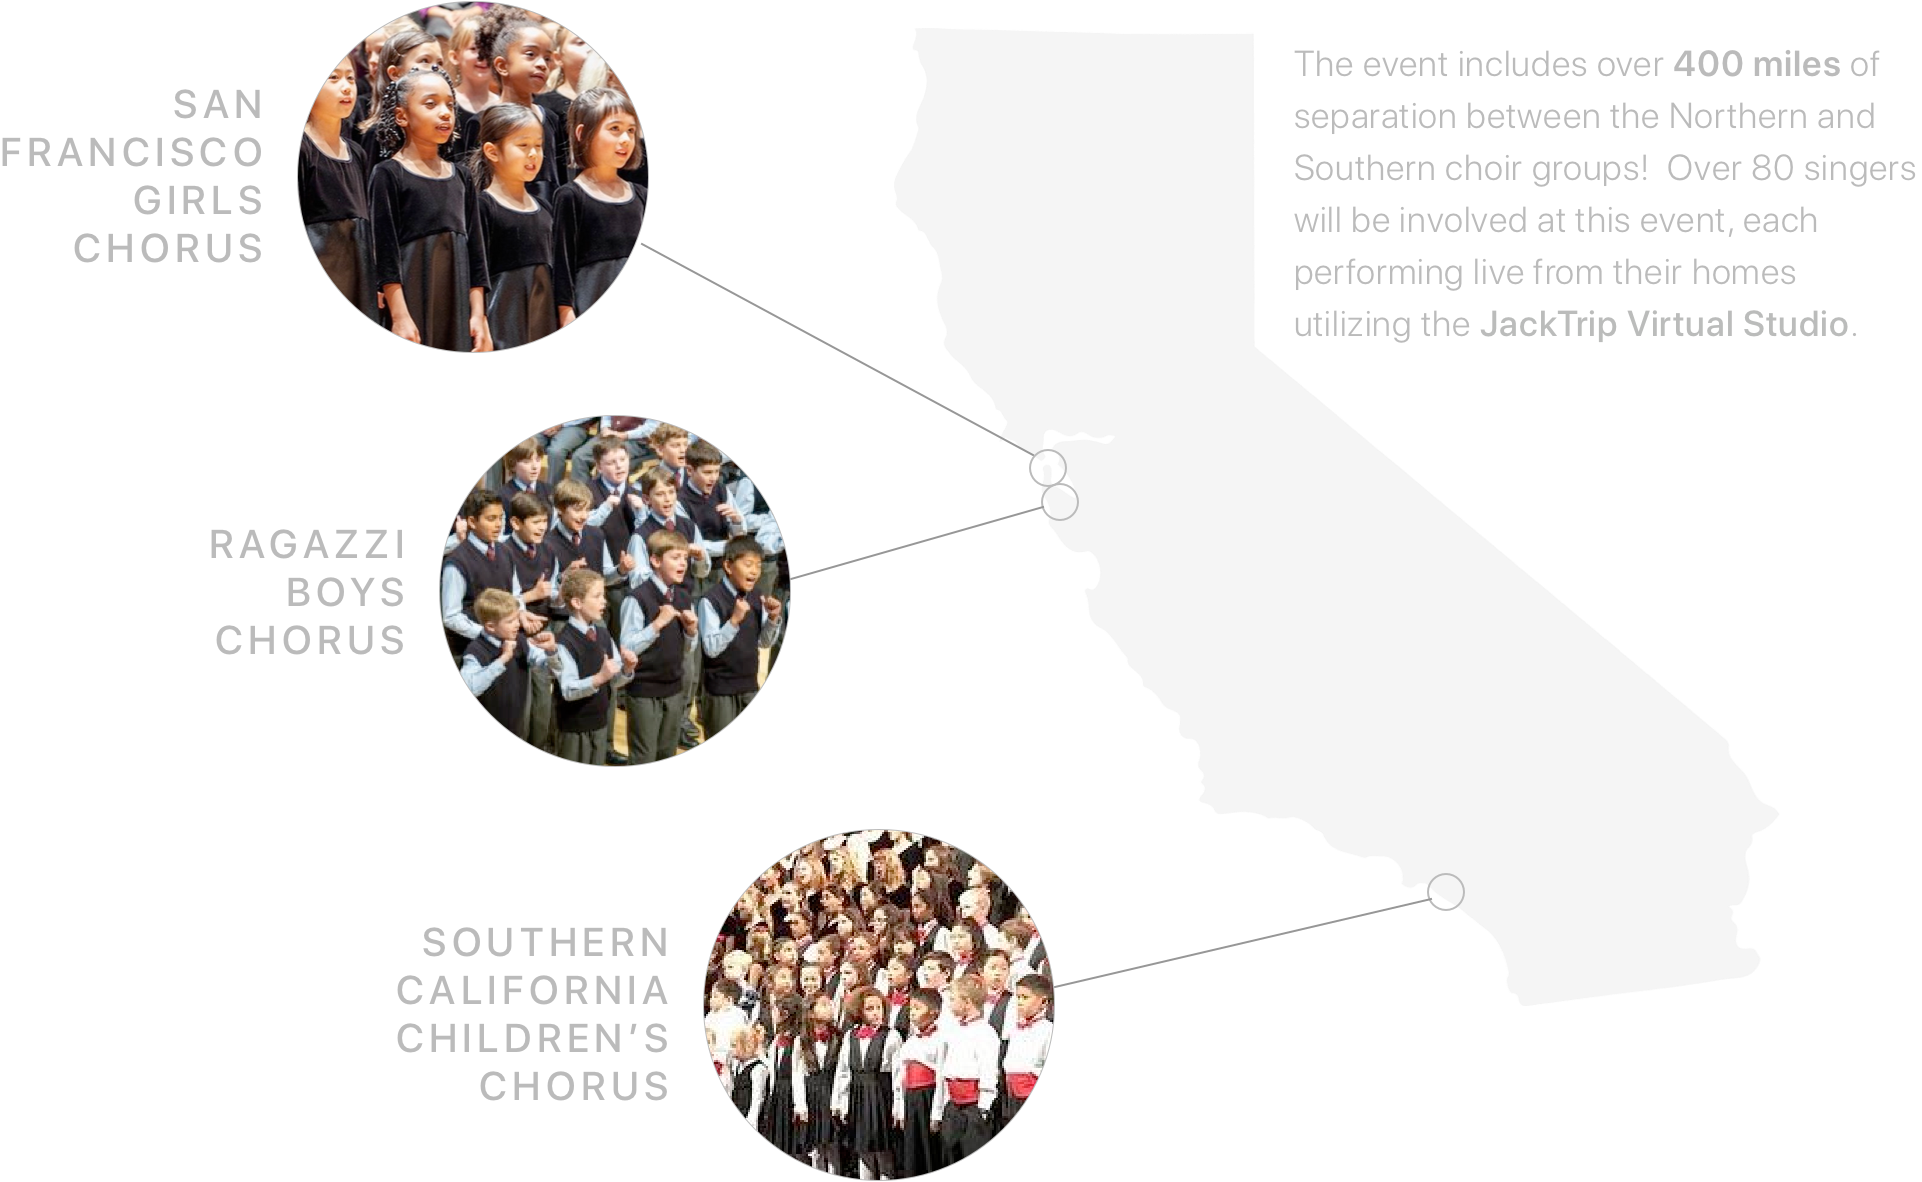 SAN
FRANCISCO
GIRLS
CHORUS
The event includes over 400 miles of
separation between the Northern and
Southern choir groups!  Over 80 singers
will be involved at this event, each
performing live from their homes
utilizing the JackTrip Virtual Studio.
RAGAZZI
BOYS
CHORUS
SOUTHERN
CALIFORNIA
CHILDREN’S
CHORUS